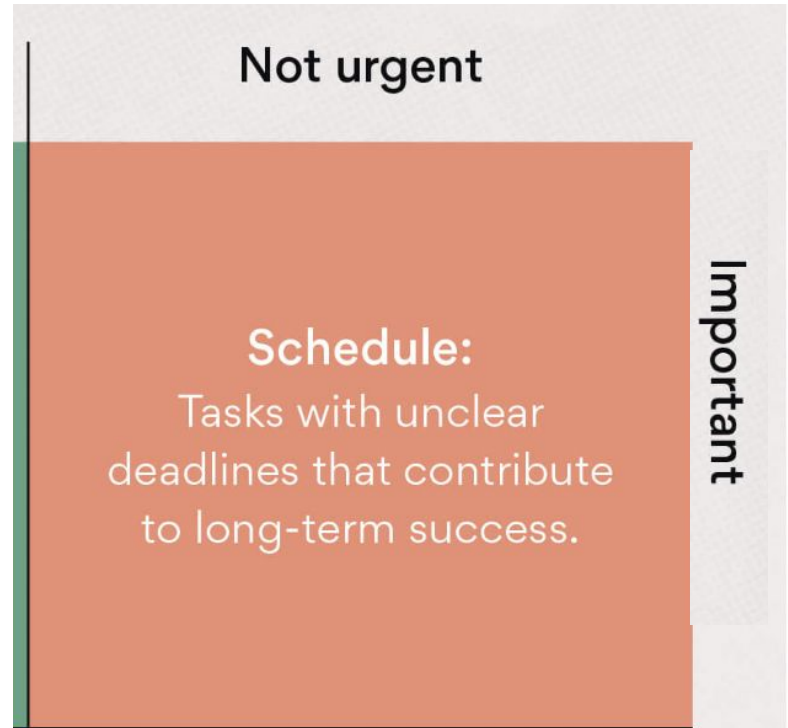 Not urgent
Schedule:
Tasks with unclear
deadlines that contribute
to long-term success.
Important